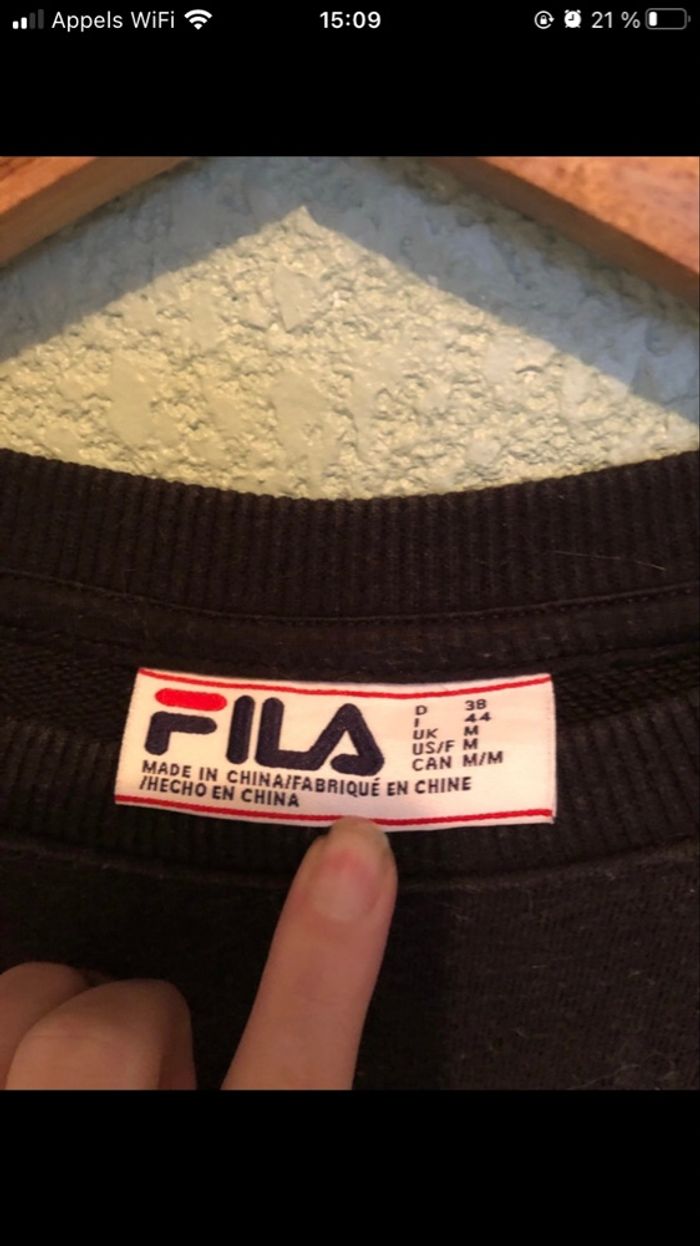 Appels WiFi 15:09 21 %
FILA
D 38
I 44
UK M
US/F M
CAN M/M
MADE IN CHINA/FABRIQUÉ EN CHINE
/HECHO EN CHINA